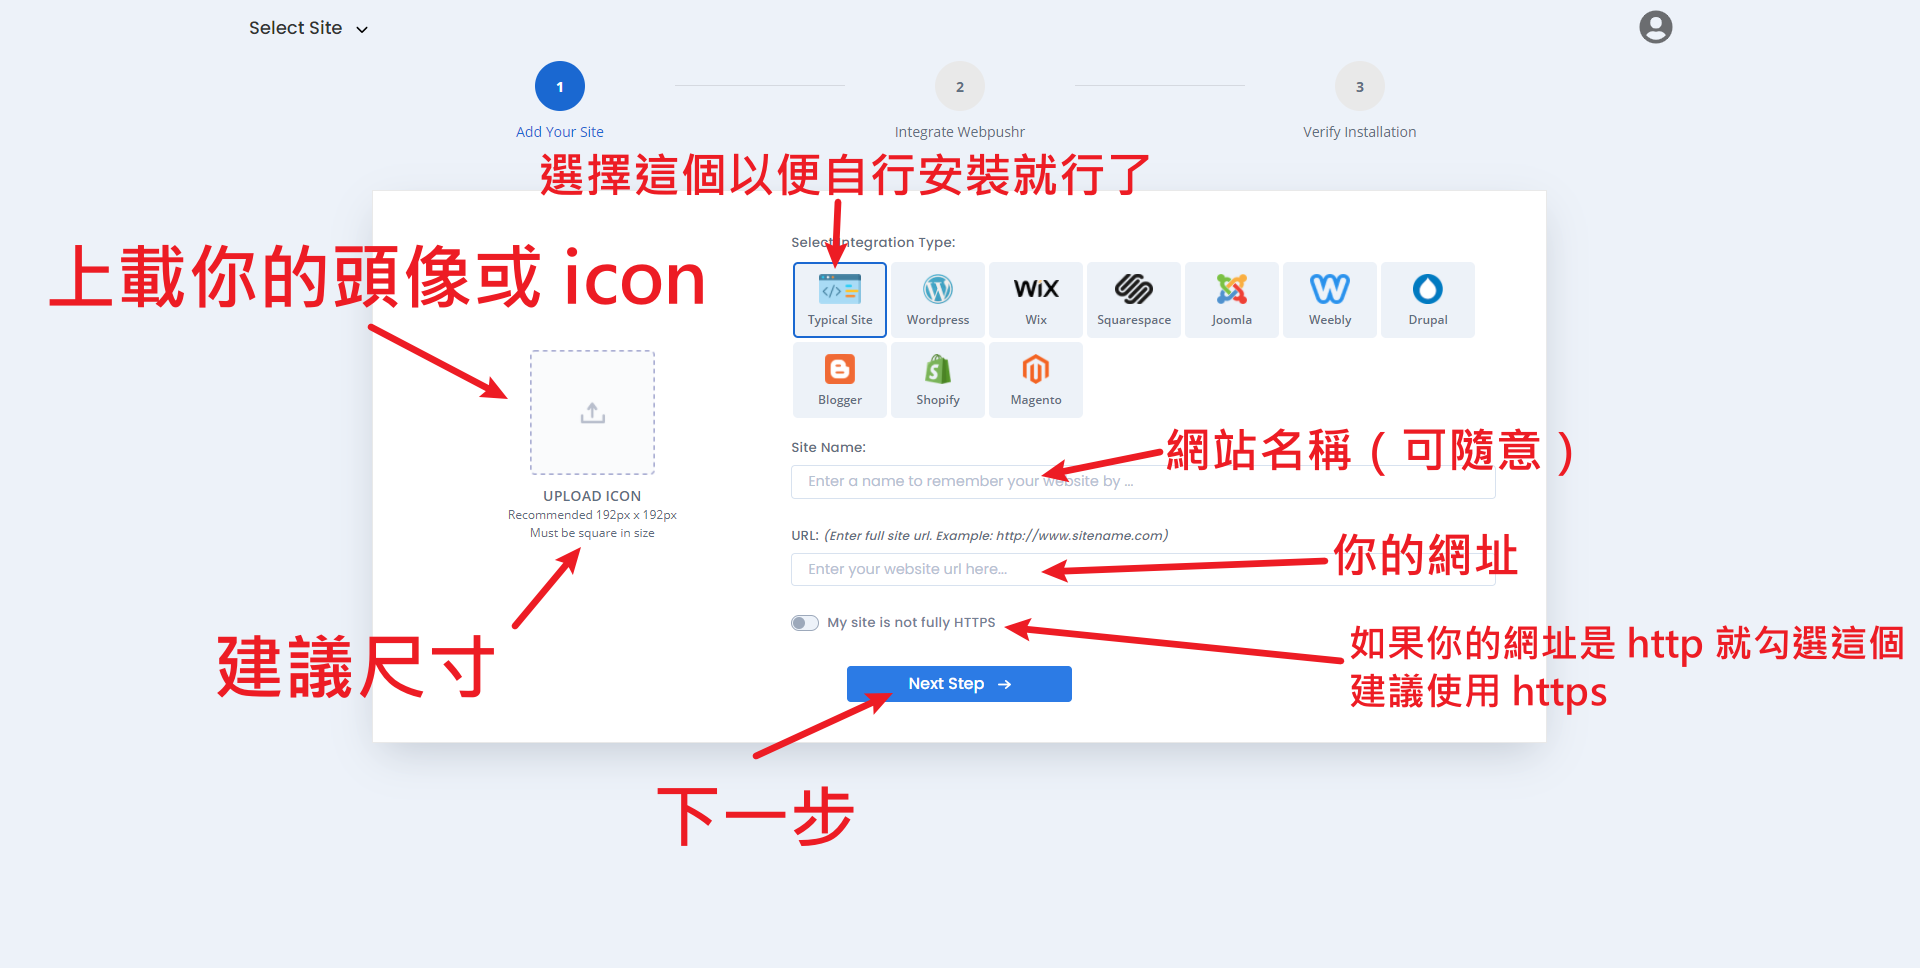 Select Site
1
2
3
Add Your Site
Integrate Webpushr
Verify Installation
選擇這個以便自行安裝就行了
上載你的頭像或 icon
Select Integration Type:
Typical Site
Wordpress
WiX
Wix
Squarespace
Joomla
Weebly
Drupal
Blogger
Shopify
Magento
UPLOAD ICON
Recommended 192px x 192px
Must be square in size
建議尺寸
Site Name:
網站名稱（可隨意）
Enter a name to remember your website by ...
URL: (Enter full site url. Example: http://www.sitename.com)
你的網址
Enter your website url here...
My site is not fully HTTPS
如果你的網址是 http 就勾選這個
建議使用 https
Next Step →
下一步